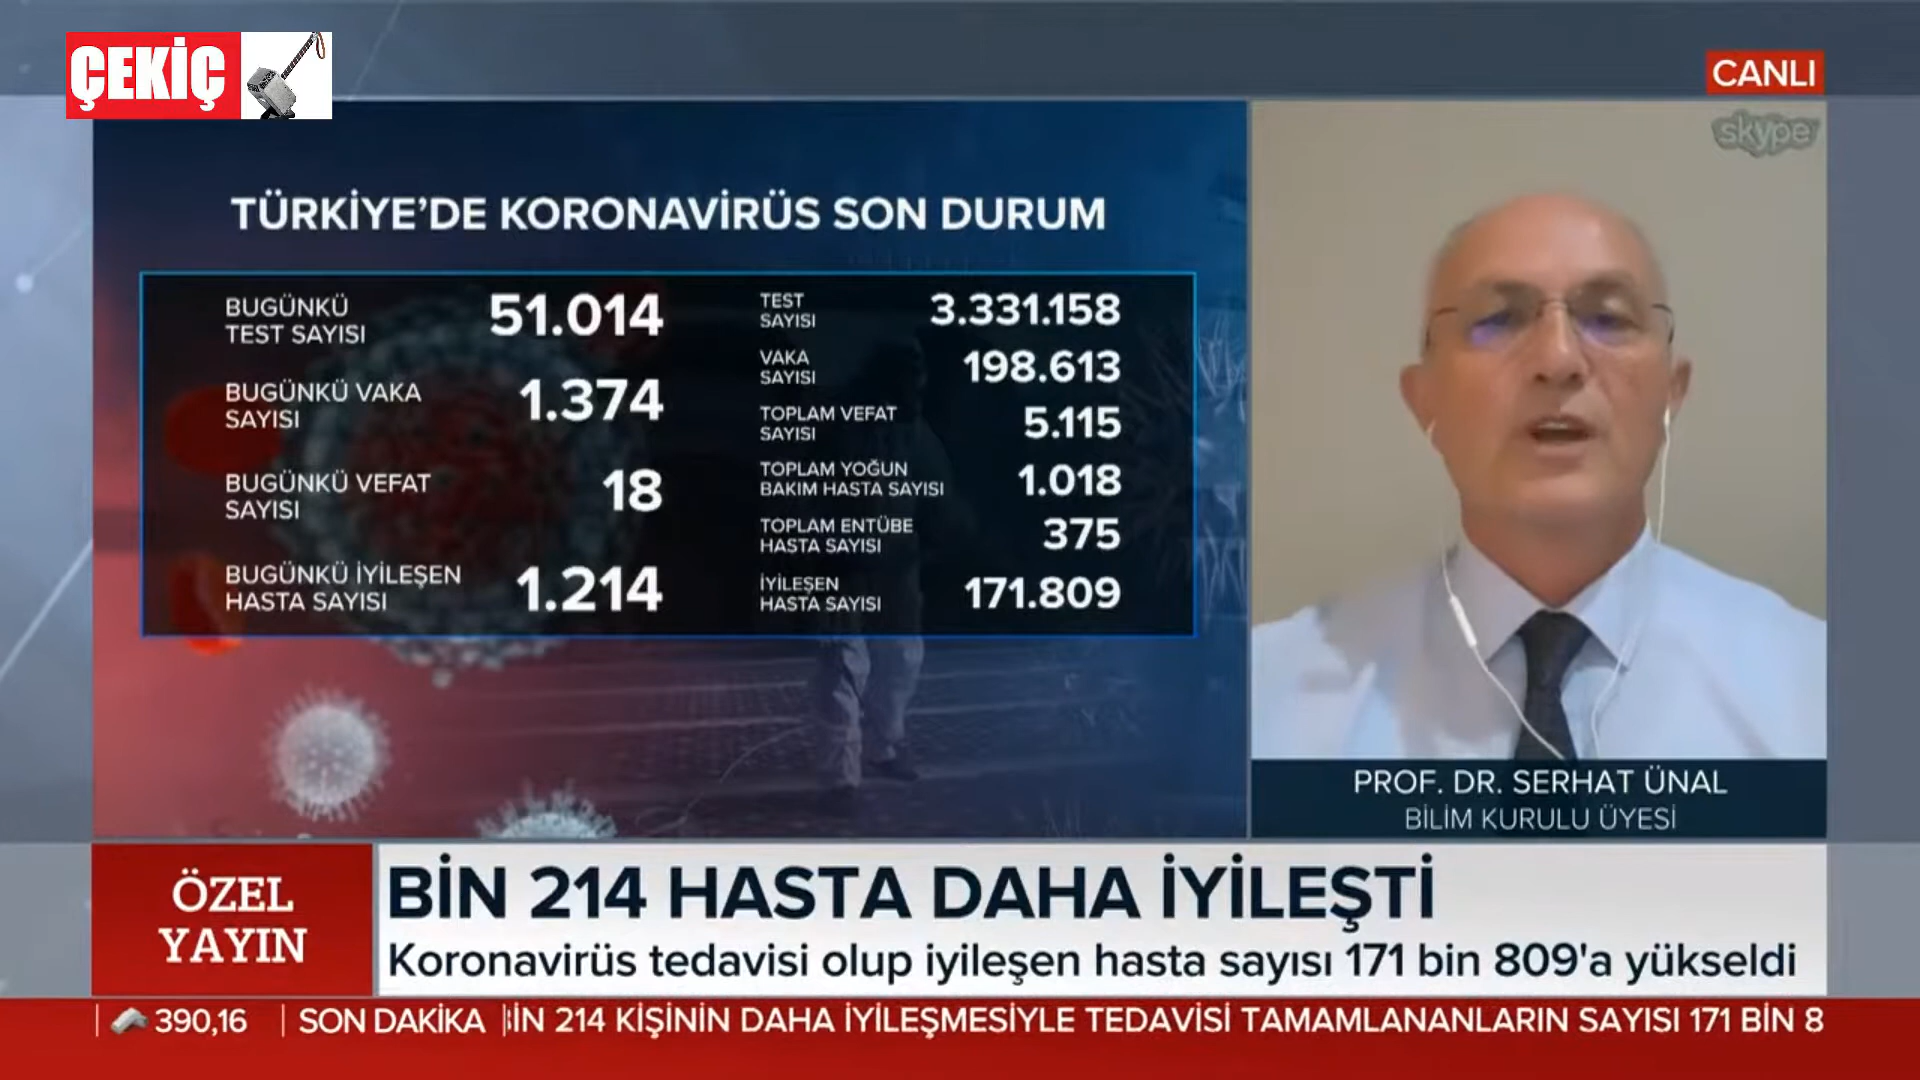 ÇEKİÇ
CANLI
skype
TÜRKİYE'DE KORONAVİRÜS SON DURUM
BUGÜNKÜ
TEST SAYISI
51.014
BUGÜNKÜ VAKA
SAYISI
1.374
BUGÜNKÜ VEFAT
SAYISI
18
BUGÜNKÜ İYİLEŞEN
HASTA SAYISI
1.214
TEST
SAYISI
3.331.158
VAKA
SAYISI
198.613
TOPLAM VEFAT
SAYISI
5.115
TOPLAM YOĞUN
BAKIM HASTA SAYISI
1.018
TOPLAM ENTÜBE
HASTA SAYISI
375
İYİLEŞEN
HASTA SAYISI
171.809
PROF. DR. SERHAT ÜNAL
BİLİM KURULU ÜYESİ
ÖZEL
YAYIN
BİN 214 HASTA DAHA İYİLEŞTİ
Koronavirüs tedavisi olup iyileşen hasta sayısı 171 bin 809'a yükseldi
390,16 SON DAKİKA İN 214 KİŞİNİN DAHA İYİLEŞMESİYLE TEDAVİSİ TAMAMLANANLARIN SAYISI 171 BİN 8